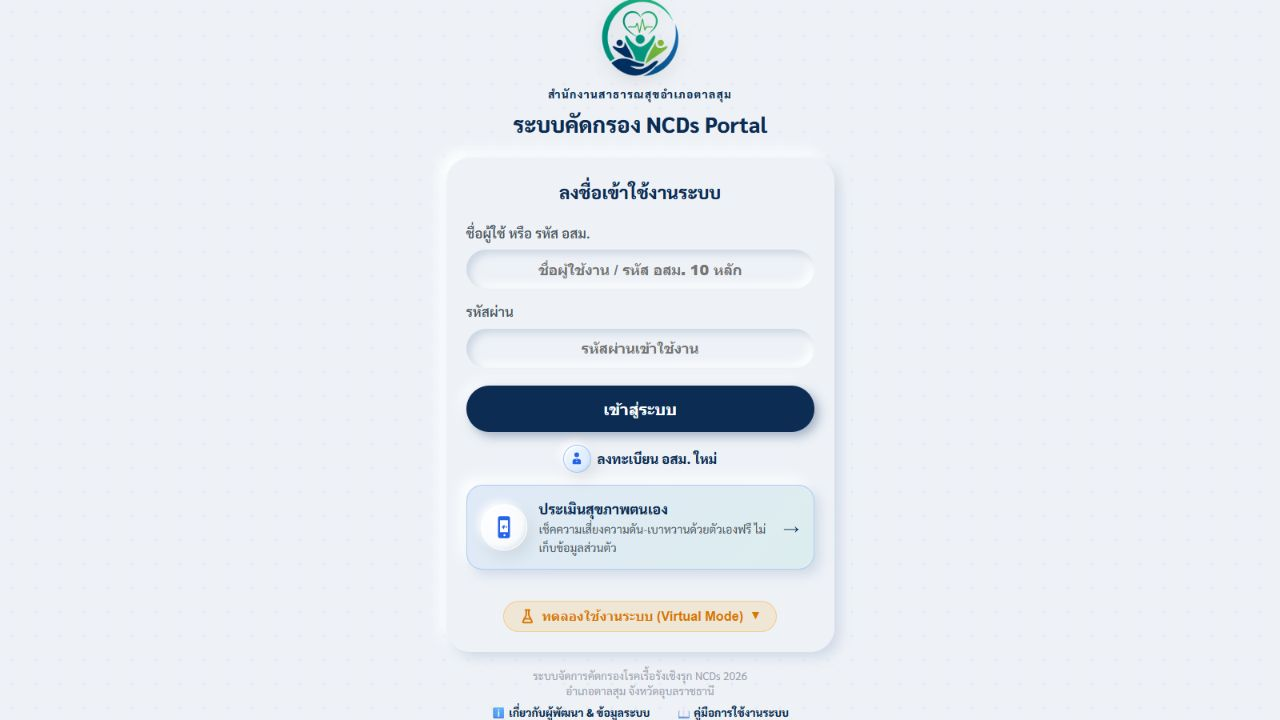 สำนักงานสาธารณสุขอำเภอตาลสุม
ระบบคัดกรอง NCDs Portal
ลงชื่อเข้าใช้งานระบบ
ชื่อผู้ใช้ หรือ รหัส อสม.
ชื่อผู้ใช้งาน / รหัส อสม. 10 หลัก
รหัสผ่าน
รหัสผ่านเข้าใช้งาน
เข้าสู่ระบบ
ลงทะเบียน อสม. ใหม่
ประเมินสุขภาพตนเอง
เช็คความเสี่ยงความดัน-เบาหวานด้วยตัวเองฟรี ไม่
เก็บข้อมูลส่วนตัว
→
ทดลองใช้งานระบบ (Virtual Mode) ▼
ระบบจัดการคัดกรองโรคเรื้อรังเชิงรุก NCDs 2026
อำเภอตาลสุม จังหวัดอุบลราชธานี
ℹ️ เกี่ยวกับผู้พัฒนา & ข้อมูลระบบ 📖 คู่มือการใช้งานระบบ